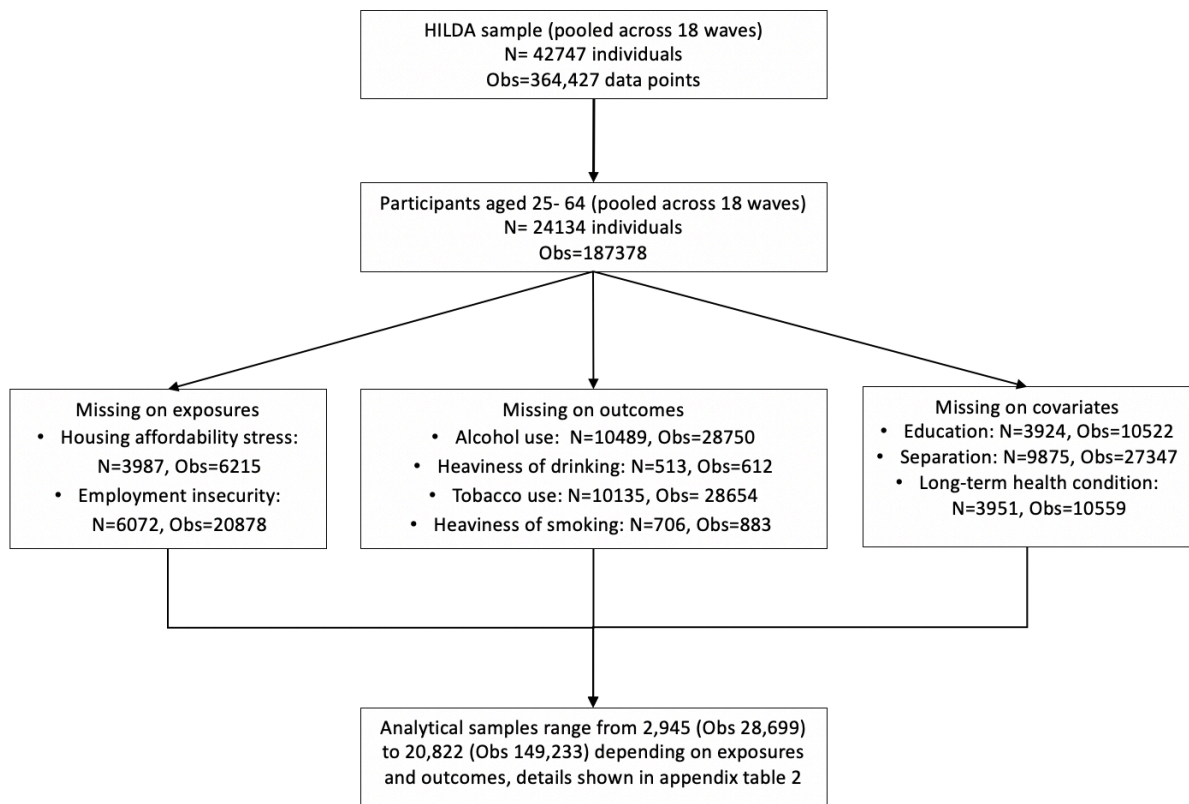 HILDA sample (pooled across 18 waves)
N= 42747 individuals
Obs=364,427 data points
Participants aged 25- 64 (pooled across 18 waves)
N= 24134 individuals
Obs=187378
Missing on exposures
• Housing affordability stress:
N=3987, Obs=6215
• Employment insecurity:
N=6072, Obs=20878
Missing on outcomes
• Alcohol use: N=10489, Obs=28750
• Heaviness of drinking: N=513, Obs=612
• Tobacco use: N=10135, Obs= 28654
• Heaviness of smoking: N=706, Obs=883
Missing on covariates
• Education: N=3924, Obs=10522
• Separation: N=9875, Obs=27347
• Long-term health condition:
N=3951, Obs=10559
Analytical samples range from 2,945 (Obs 28,699)
to 20,822 (Obs 149,233) depending on exposures
and outcomes, details shown in appendix table 2